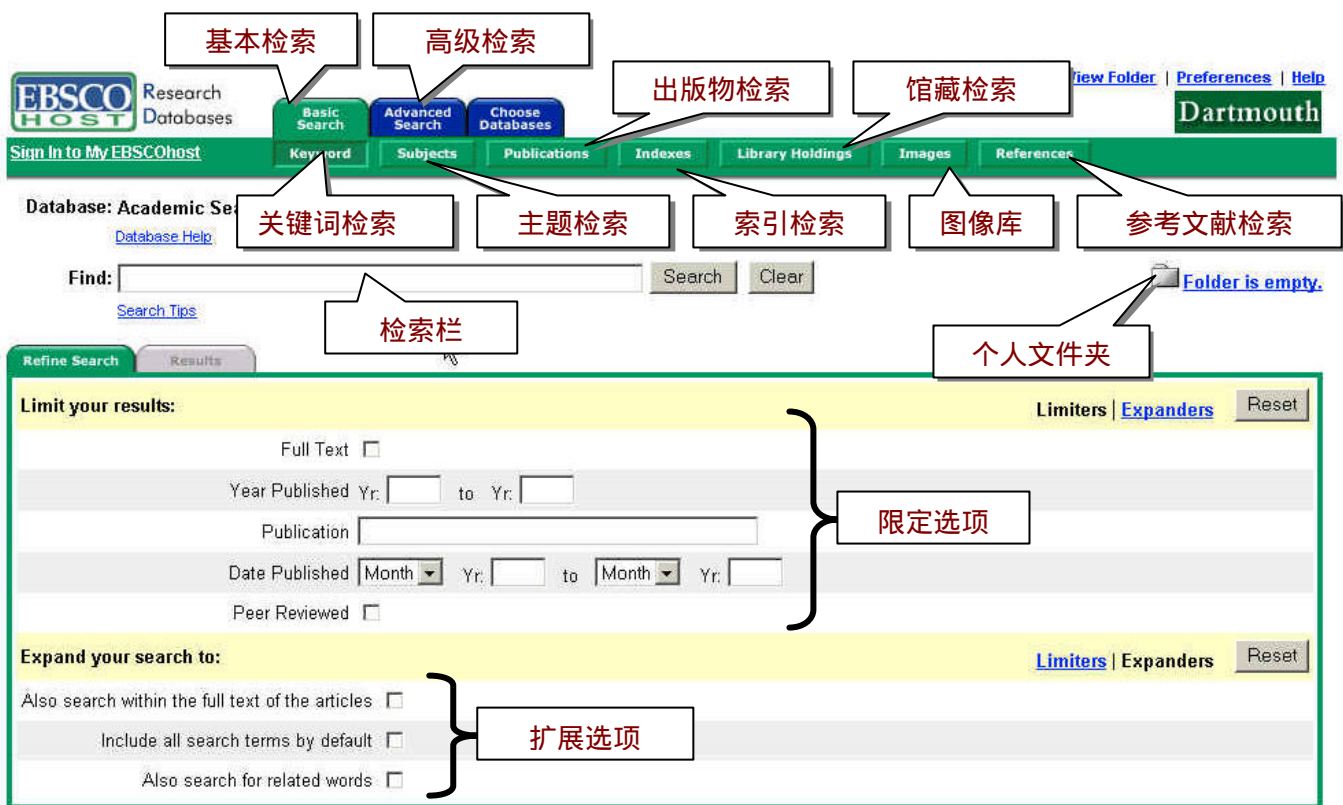 基本检索
高级检索
EBSCO
HOST
Research
Databases
出版物检索
馆藏检索
View Folder | Preferences | Help
Dartmouth
Basic Search
Advanced Search
Choose Databases
Sign In to My EBSCOhost
Keyword
Subjects
Publications
Indexes
Library Holdings
Images
References
Database: Academic
Database Help
关键词检索
主题检索
索引检索
图像库
参考文献检索
Find:
Search
Clear
Folder is empty.
Search Tips
检索栏
个人文件夹
Refine Search
Results
Limit your results:
Limiters | Expanders
Reset
Full Text
Year Published Yr: to Yr:
Publication
Date Published Month Yr: to Month Yr:
Peer Reviewed
限定选项
Expand your search to:
Limiters | Expanders
Reset
Also search within the full text of the articles
Include all search terms by default
Also search for related words
扩展选项